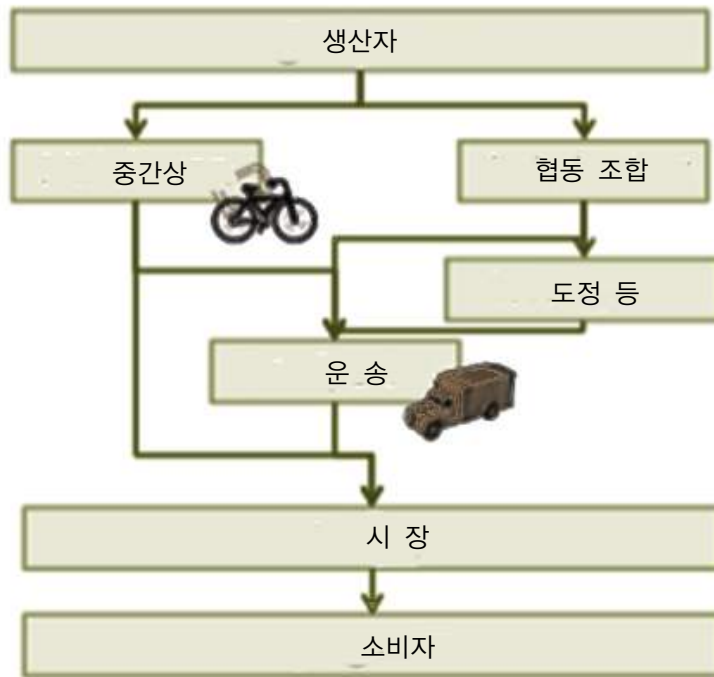 생산자
중간상
협동 조합
도정 등
운 송
시 장
소비자